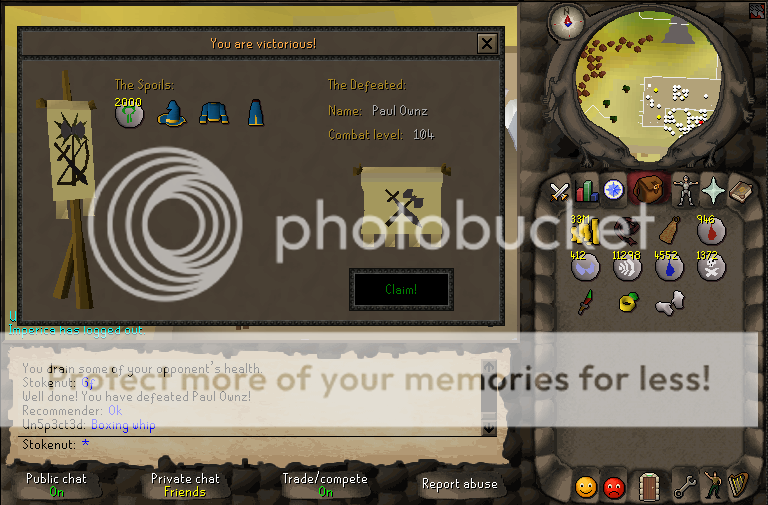 You are victorious!
The Spoils:
2000
The Defeated:
Name: Paul Ownz
Combat level: 104
Claim!
33M
946
412
11298
4552
1372
photobucket
Imperica has logged out.
Protect more of your memories for less!
You drain some of your opponent's health.
Stokenut: Gf
Well done! You have defeated Paul Ownz!
Recommender: Ok
Un5p3ct3d: Boxing whip
Stokenut: *
Public chat
On
Private chat
Friends
Trade/compete
On
Report abuse